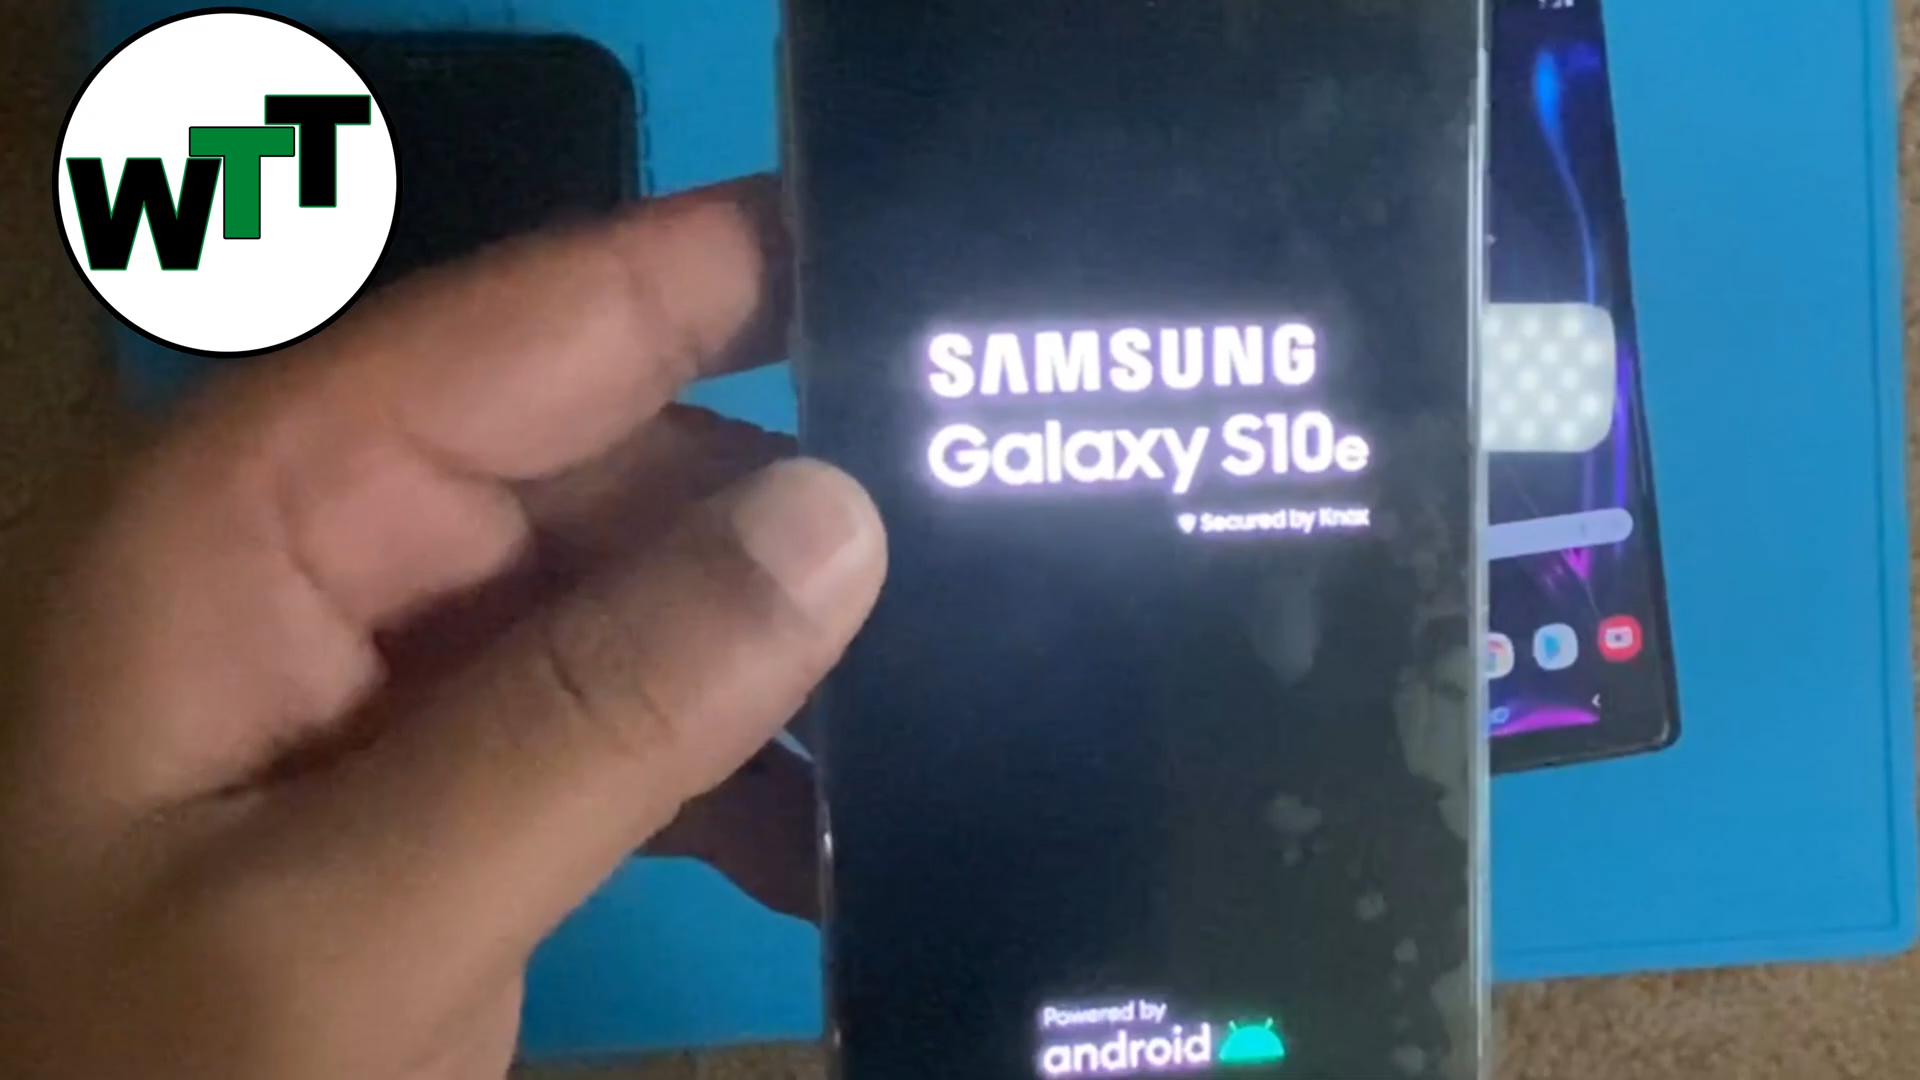 WTT
SAMSUNG
Galaxy S10e
Secured by Knox
Powered by
android